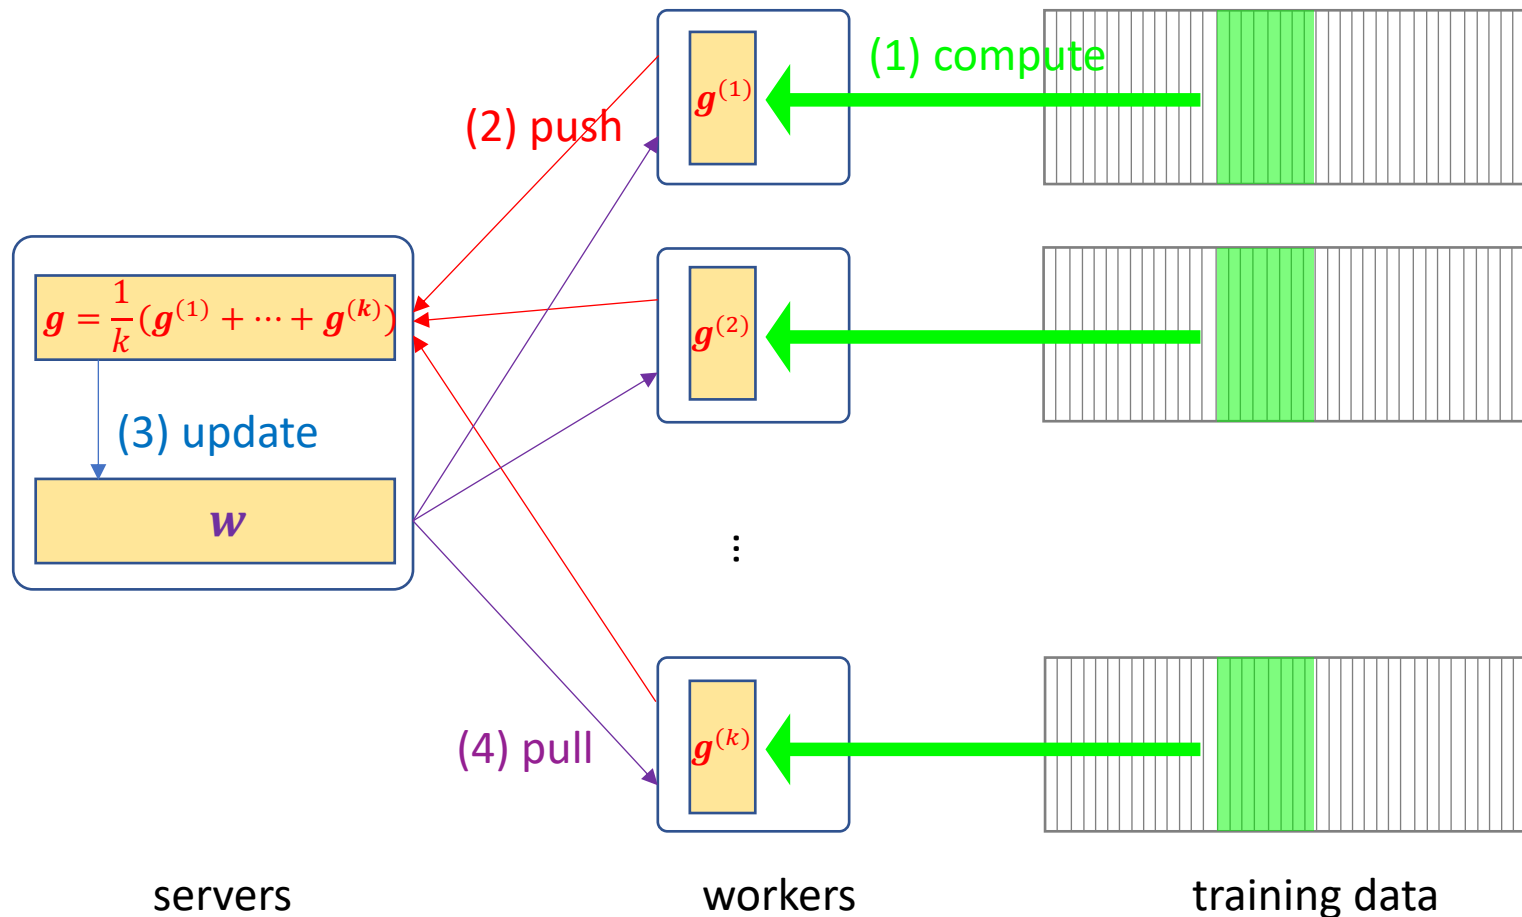 (1) compute
g^(1)
(2) push
g = 1/k (g^(1) + ⋯ + g^(k))
g^(2)
(3) update
w
⋮
(4) pull
g^(k)
servers workers training data